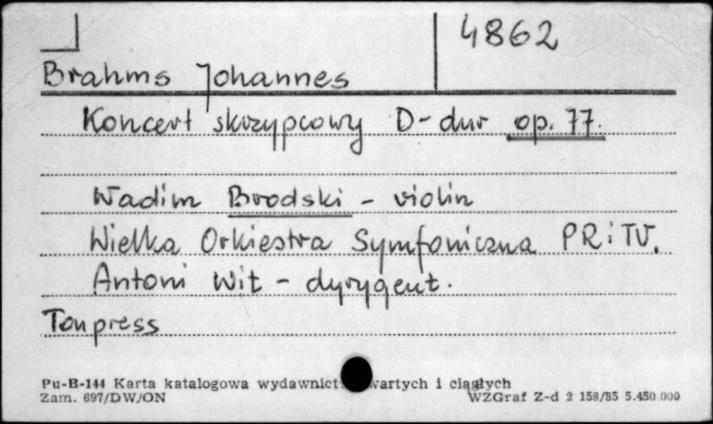 4862
Brahms Johannes
Koncert skrzypcowy D-dur op. 77.
Wadim Brodski - violin
Wielka Orkiestra Symfoniczna PR i TV.
Antoni Wit - dyrygent.
Tonpress
Pu-B-144 Karta katalogowa wydawnict wartych i ciągłych
Zam. 697/DW/ON WZGraf Z-d 2 158/85 5.450.000